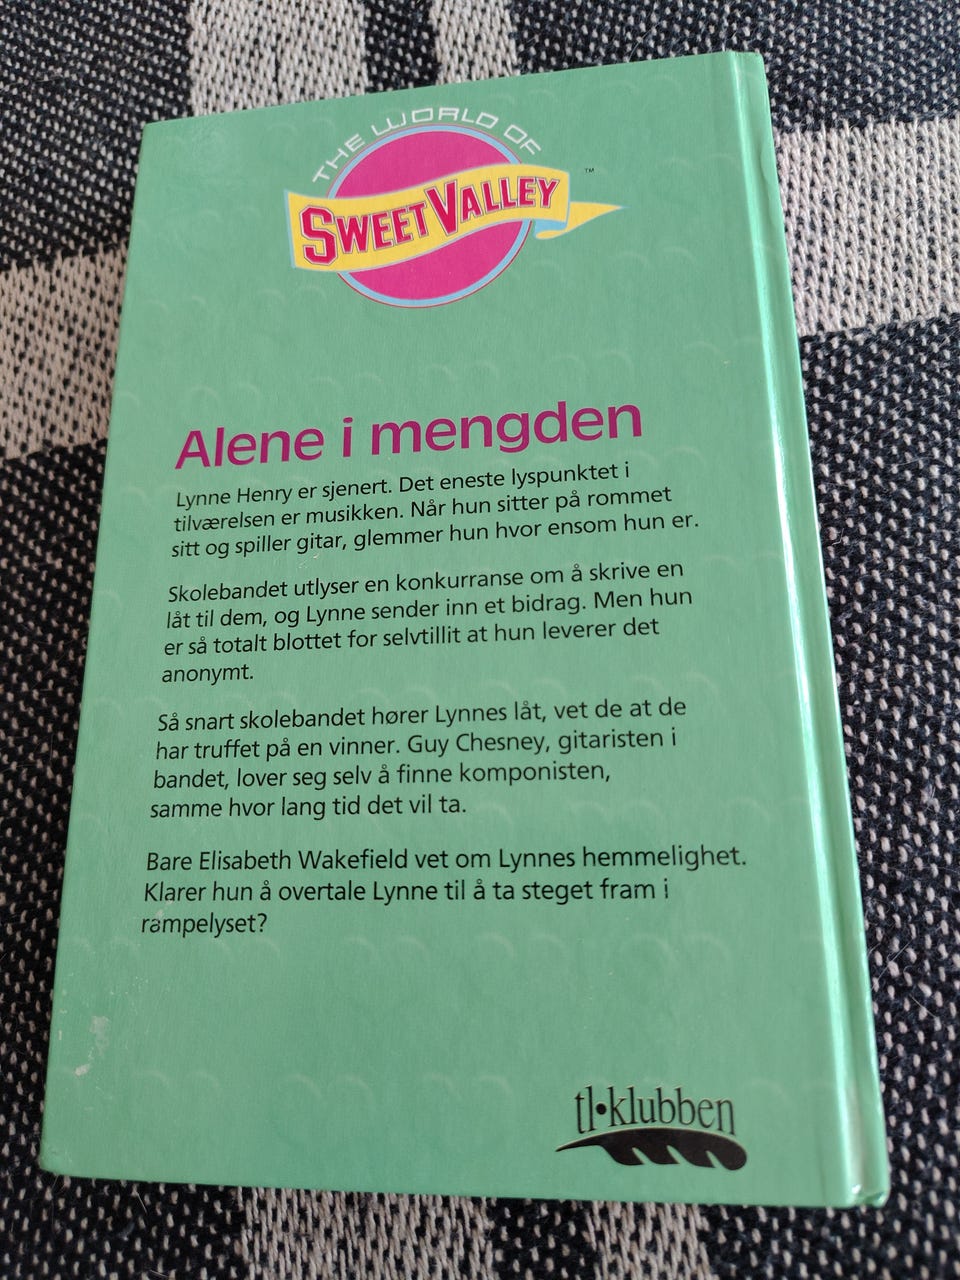 THE WORLD OF
SWEET VALLEY ™
Alene i mengden
Lynne Henry er sjenert. Det eneste lyspunktet i
tilværelsen er musikken. Når hun sitter på rommet
sitt og spiller gitar, glemmer hun hvor ensom hun er.
Skolebandet utlyser en konkurranse om å skrive en
låt til dem, og Lynne sender inn et bidrag. Men hun
er så totalt blottet for selvtillit at hun leverer det
anonymt.
Så snart skolebandet hører Lynnes låt, vet de at de
har truffet på en vinner. Guy Chesney, gitaristen i
bandet, lover seg selv å finne komponisten,
samme hvor lang tid det vil ta.
Bare Elisabeth Wakefield vet om Lynnes hemmelighet.
Klarer hun å overtale Lynne til å ta steget fram i
rampelyset?
tl•klubben